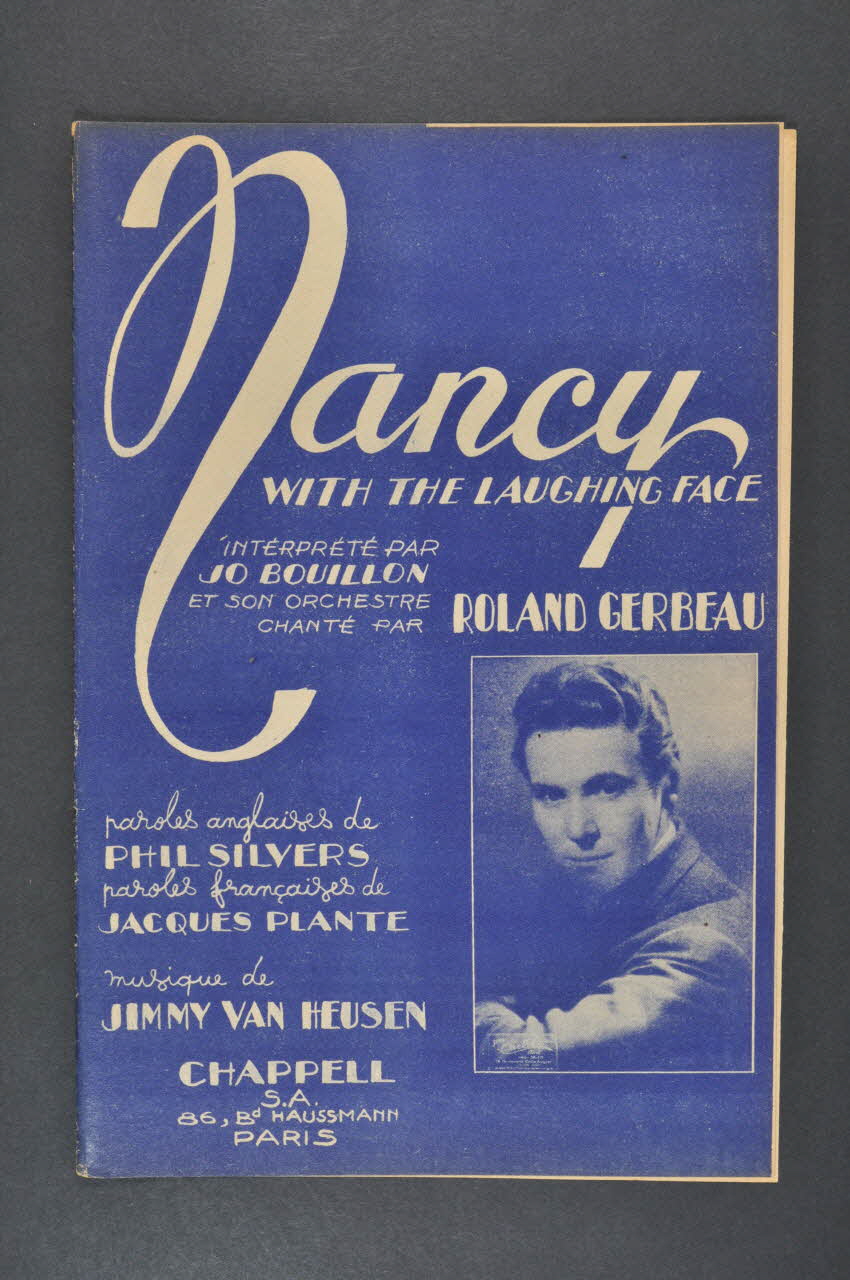 Nancy
WITH THE LAUGHING FACE
INTERPRÉTÉ PAR
JO BOUILLON
ET SON ORCHESTRE
CHANTÉ PAR ROLAND GERBEAU
paroles anglaises de
PHIL SILVERS
paroles françaises de
JACQUES PLANTE
musique de
JIMMY VAN HEUSEN
CHAPPELL
S.A.
86, Bd HAUSSMANN
PARIS